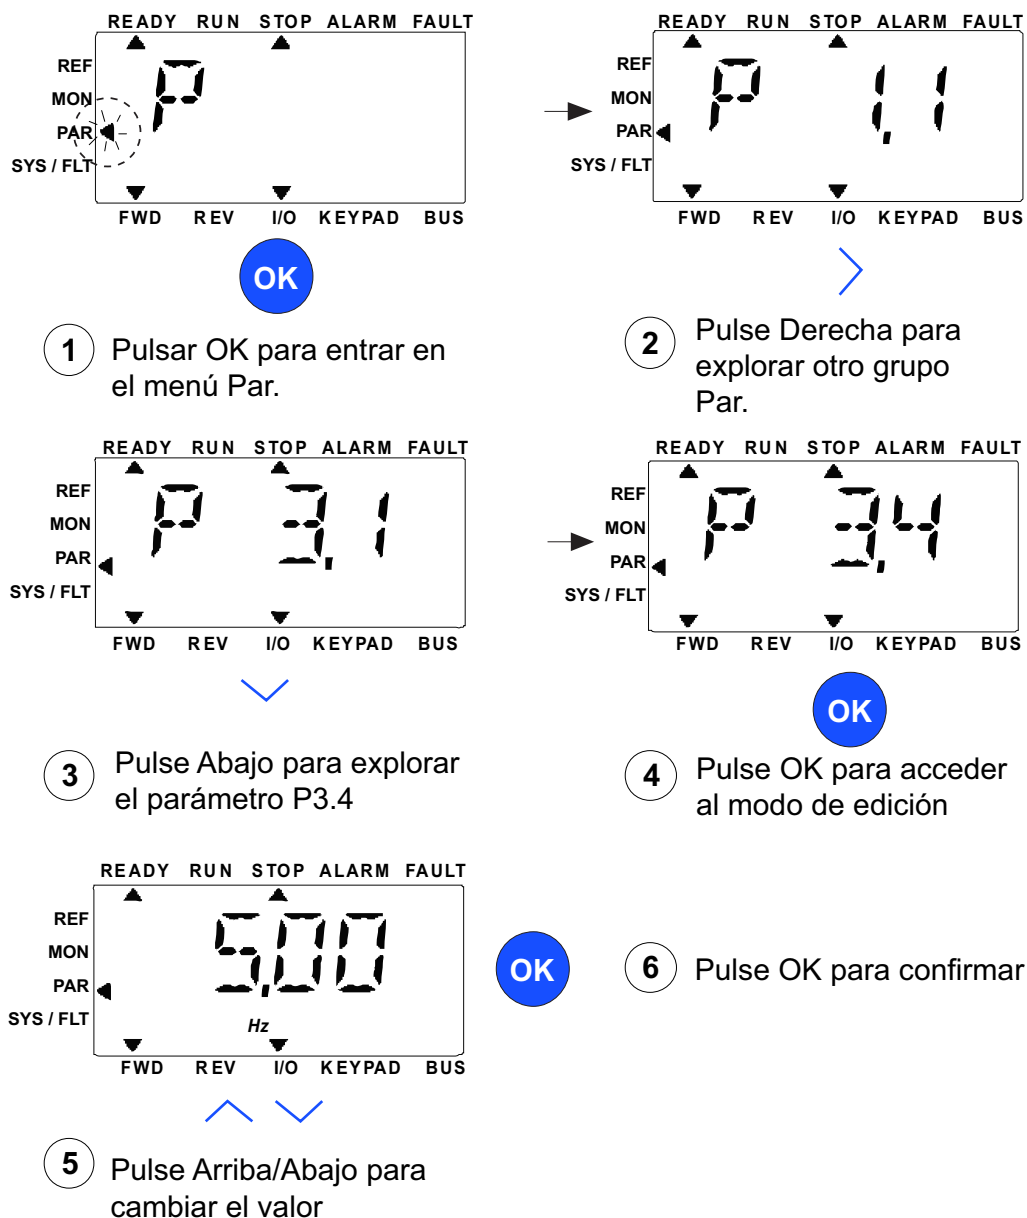 READY RUN STOP ALARM FAULT
REF
MON
PAR
SYS / FLT
P
FWD REV I/O KEYPAD BUS
OK
1 Pulsar OK para entrar en
el menú Par.
READY RUN STOP ALARM FAULT
REF
MON
PAR
SYS / FLT
P 1.1
FWD REV I/O KEYPAD BUS
2 Pulse Derecha para
explorar otro grupo
Par.
READY RUN STOP ALARM FAULT
REF
MON
PAR
SYS / FLT
P 3.1
FWD REV I/O KEYPAD BUS
3 Pulse Abajo para explorar
el parámetro P3.4
READY RUN STOP ALARM FAULT
REF
MON
PAR
SYS / FLT
P 3.4
FWD REV I/O KEYPAD BUS
OK
4 Pulse OK para acceder
al modo de edición
READY RUN STOP ALARM FAULT
REF
MON
PAR
SYS / FLT
5.00
Hz
FWD REV I/O KEYPAD BUS
5 Pulse Arriba/Abajo para
cambiar el valor
OK
6 Pulse OK para confirmar